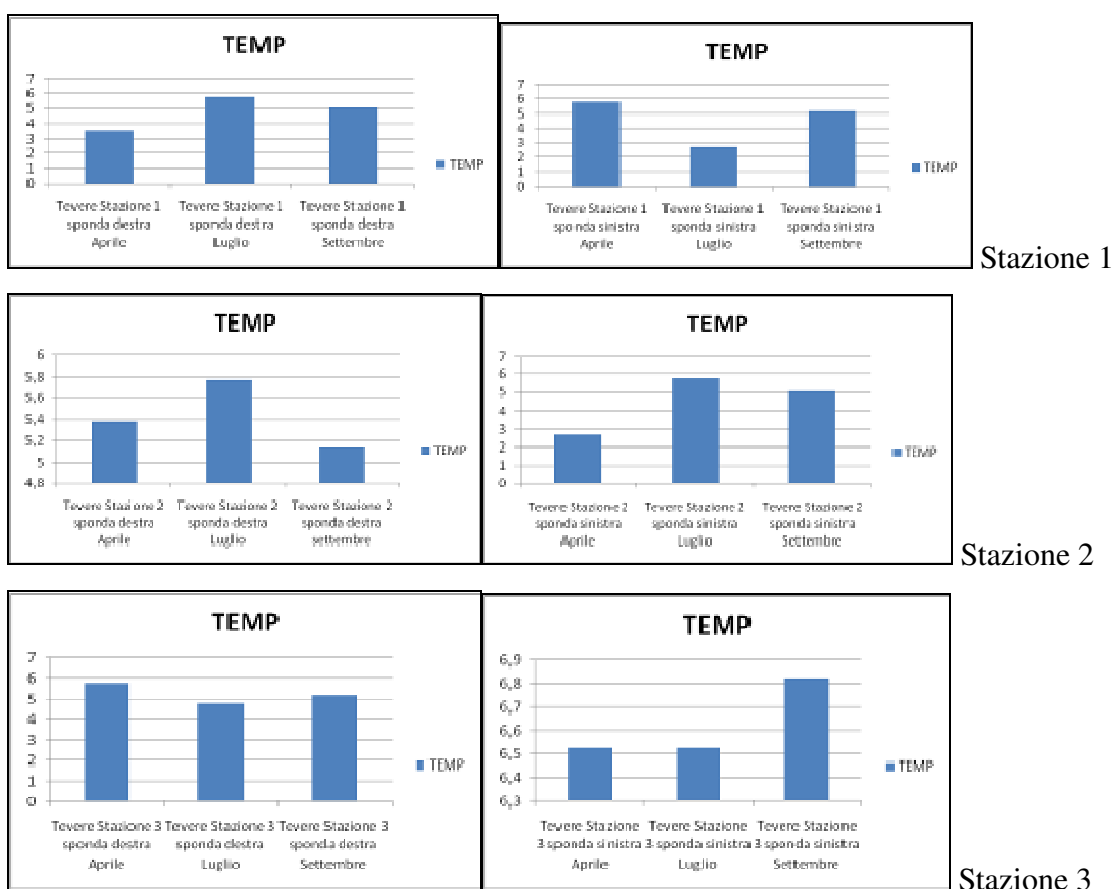 TEMP
7
6
5
4
3
2
1
0
TEMP
Tevere Stazione 1 Tevere Stazione 1 Tevere Stazione 1
sponda destra sponda destra sponda destra
Aprile Luglio Settembre
TEMP
7
6
5
4
3
2
1
0
TEMP
Tevere Stazione 1 Tevere Stazione 1 Tevere Stazione 1
sponda sinistra sponda sinistra sponda sinistra
Aprile Luglio Settembre
Stazione 1
TEMP
6
5,8
5,6
5,4
5,2
5
4,8
TEMP
Tevere Stazione 2 Tevere Stazione 2 Tevere Stazione 2
sponda destra sponda destra sponda destra
Aprile Luglio settembre
TEMP
7
6
5
4
3
2
1
0
TEMP
Tevere Stazione 2 Tevere Stazione 2 Tevere Stazione 2
sponda sinistra sponda sinistra sponda sinistra
Aprile Luglio Settembre
Stazione 2
TEMP
7
6
5
4
3
2
1
0
TEMP
Tevere Stazione 3 Tevere Stazione 3 Tevere Stazione 3
sponda destra sponda destra sponda destra
Aprile Luglio Settembre
TEMP
6,9
6,8
6,7
6,6
6,5
6,4
6,3
TEMP
Tevere Stazione Tevere Stazione Tevere Stazione
3 sponda sinistra 3 sponda sinistra 3 sponda sinistra
Aprile Luglio Settembre
Stazione 3